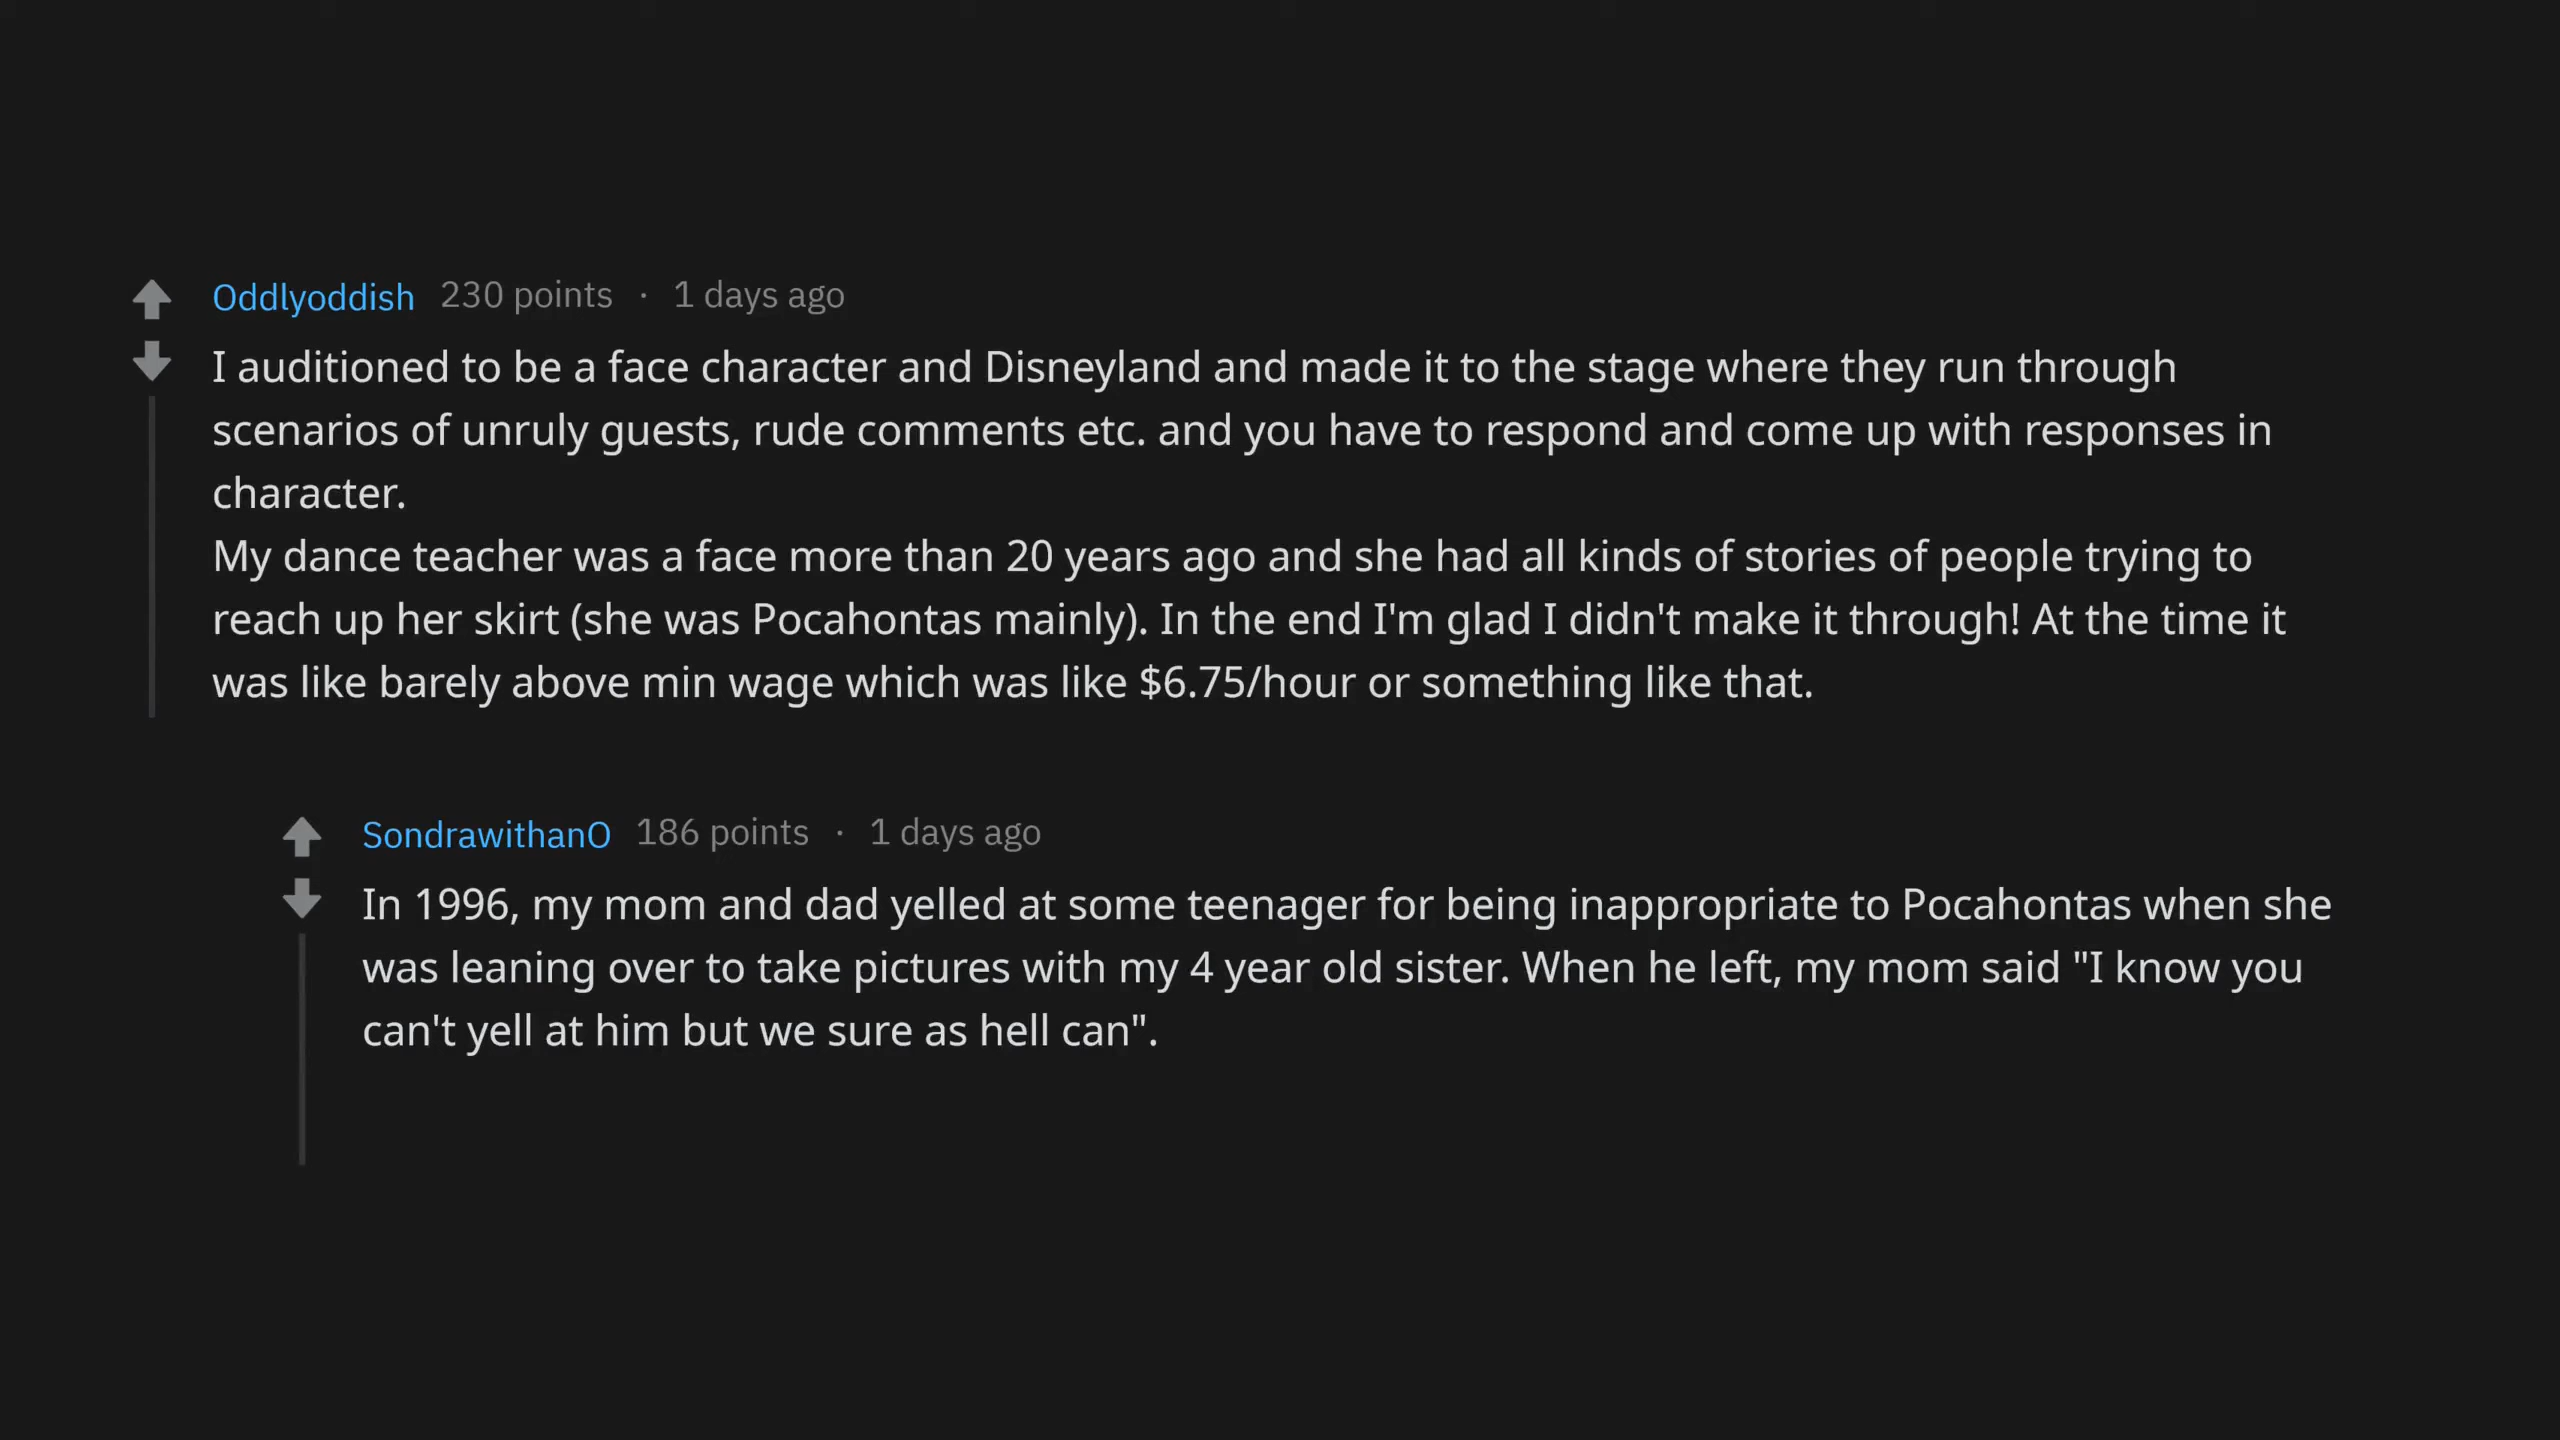 Oddlyoddish 230 points · 1 days ago
I auditioned to be a face character and Disneyland and made it to the stage where they run through
scenarios of unruly guests, rude comments etc. and you have to respond and come up with responses in
character.
My dance teacher was a face more than 20 years ago and she had all kinds of stories of people trying to
reach up her skirt (she was Pocahontas mainly). In the end I'm glad I didn't make it through! At the time it
was like barely above min wage which was like $6.75/hour or something like that.
SondrawithanO 186 points · 1 days ago
In 1996, my mom and dad yelled at some teenager for being inappropriate to Pocahontas when she
was leaning over to take pictures with my 4 year old sister. When he left, my mom said "I know you
can't yell at him but we sure as hell can".